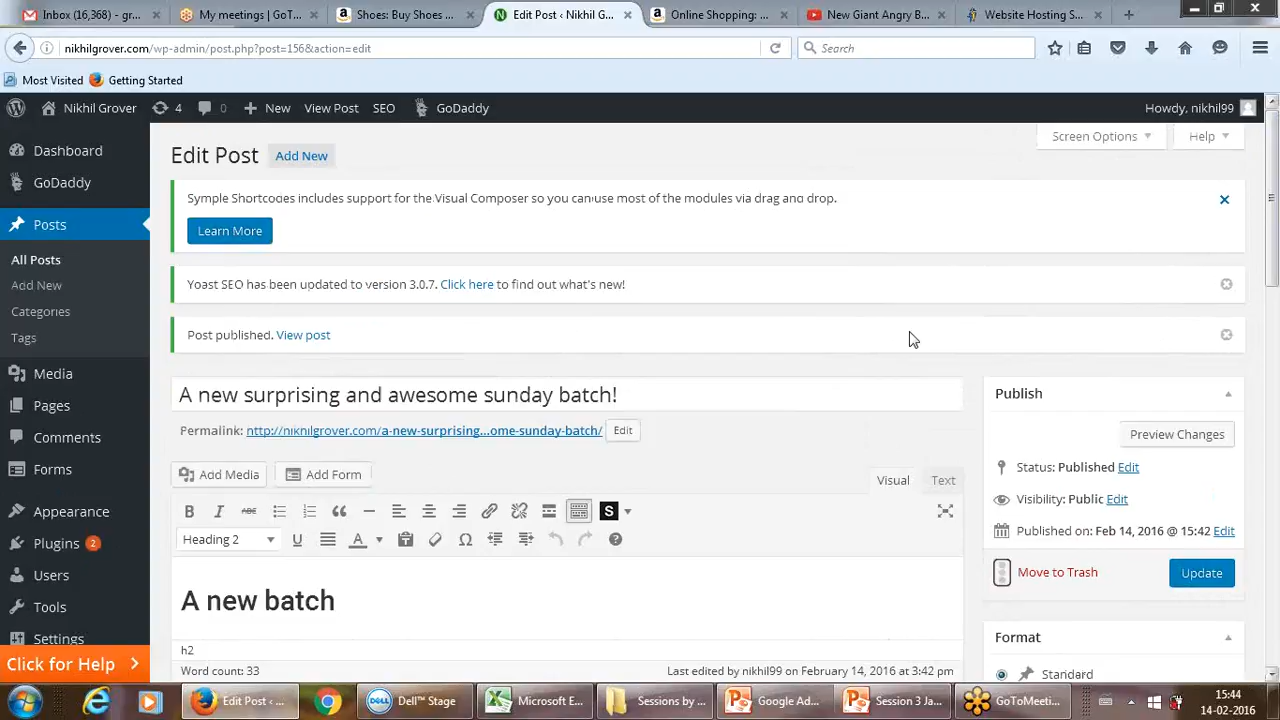 Inbox (16,368) - grow...
My meetings | GoT...
Shoes: Buy Shoes ...
Edit Post ‹ Nikhil G...
Online Shopping: ...
New Giant Angry B...
Website Hosting S...
nikhilgrover.com/wp-admin/post.php?post=156&action=edit
Search
Most Visited
Getting Started
Nikhil Grover
4
0
New
View Post
SEO
GoDaddy
Howdy, nikhil99
Screen Options
Help
Dashboard
GoDaddy
Posts
All Posts
Add New
Categories
Tags
Media
Pages
Comments
Forms
Appearance
Plugins 2
Users
Tools
Settings
Click for Help
Edit Post
Add New
Symple Shortcodes includes support for the Visual Composer so you can use most of the modules via drag and drop.
Learn More
Yoast SEO has been updated to version 3.0.7. Click here to find out what's new!
Post published. View post
A new surprising and awesome sunday batch!
Permalink: http://nikhilgrover.com/a-new-surprising...ome-sunday-batch/
Edit
Add Media
Add Form
Visual
Text
B I ABC
S
Heading 2
U
A
A new batch
h2
Word count: 33
Last edited by nikhil99 on February 14, 2016 at 3:42 pm
Publish
Preview Changes
Status: Published Edit
Visibility: Public Edit
Published on: Feb 14, 2016 @ 15:42 Edit
Move to Trash
Update
Format
Standard
Edit Post ‹ ...
Dell™ Stage
Microsoft E...
Sessions by ...
Google Ad...
Session 3 Ja...
GoToMeeti...
15:44
14-02-2016